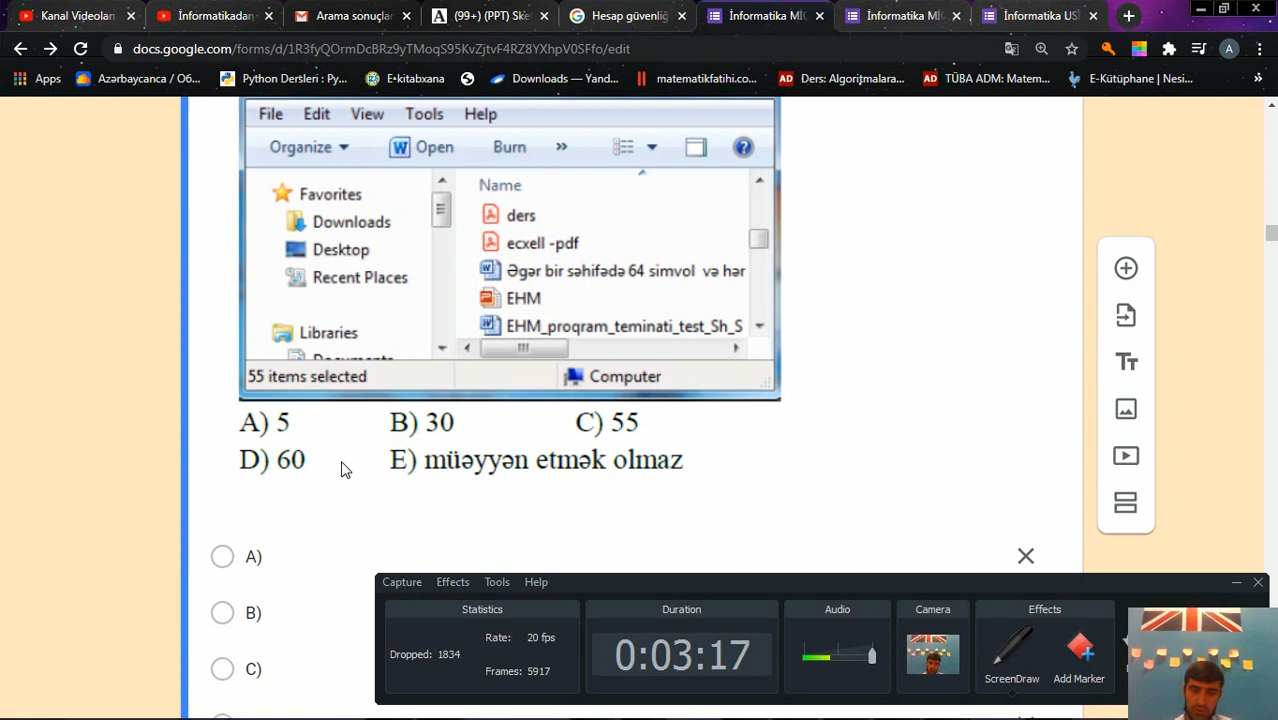 Kanal Videoları
İnformatikadan
Arama sonuçlar
(99+) (PPT) Ske
Hesap güvenliğ
İnformatika MİQ
İnformatika MİQ
İnformatika USİ
docs.google.com/forms/d/1R3fyQOrmDcBRz9yTMoqS95KvZjtvF4RZ8YXhpV0SFfo/edit
Apps
Azərbaycanca / Об...
Python Dersleri : Py...
E•kitabxana
Downloads — Yand...
matematikfatihi.co...
Ders: Algoritmalara...
TÜBA ADM: Matem...
E-Kütüphane | Nesi...
File Edit View Tools Help
Organize Open Burn »
Favorites
Downloads
Desktop
Recent Places
Libraries
Documents
Name
ders
ecxell -pdf
Əgər bir səhifədə 64 simvol və hər
EHM
EHM_proqram_teminati_test_Sh_S
55 items selected
Computer
A) 5 B) 30 C) 55
D) 60 E) müəyyən etmək olmaz
A)
B)
C)
Capture Effects Tools Help
Statistics
Rate: 20 fps
Dropped: 1834
Frames: 5917
Duration
0:03:17
Audio
Camera
Effects
ScreenDraw
Add Marker